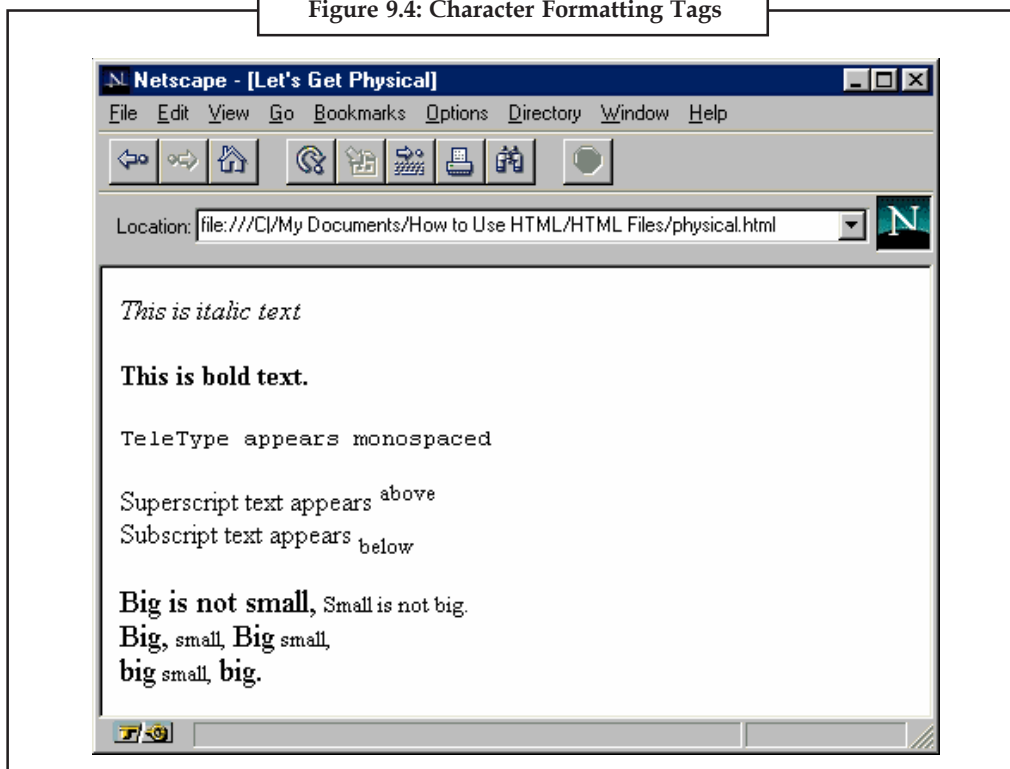 Figure 9.4: Character Formatting Tags
N Netscape - [Let's Get Physical]
File Edit View Go Bookmarks Options Directory Window Help
Location: file:///C|/My Documents/How to Use HTML/HTML Files/physical.html
N
This is italic text
This is bold text.
TeleType appears monospaced
Superscript text appears above
Subscript text appears below
Big is not small, Small is not big.
Big, small, Big small,
big small, big.